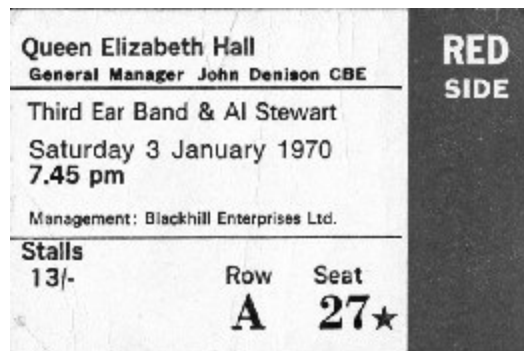 Queen Elizabeth Hall
General Manager John Denison CBE
Third Ear Band & Al Stewart
Saturday 3 January 1970
7.45 pm
Management: Blackhill Enterprises Ltd.
Stalls
13/-
Row Seat
A 27★
RED
SIDE